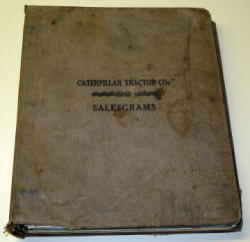 CATERPILLAR TRACTOR CO.
SALESGRAMS